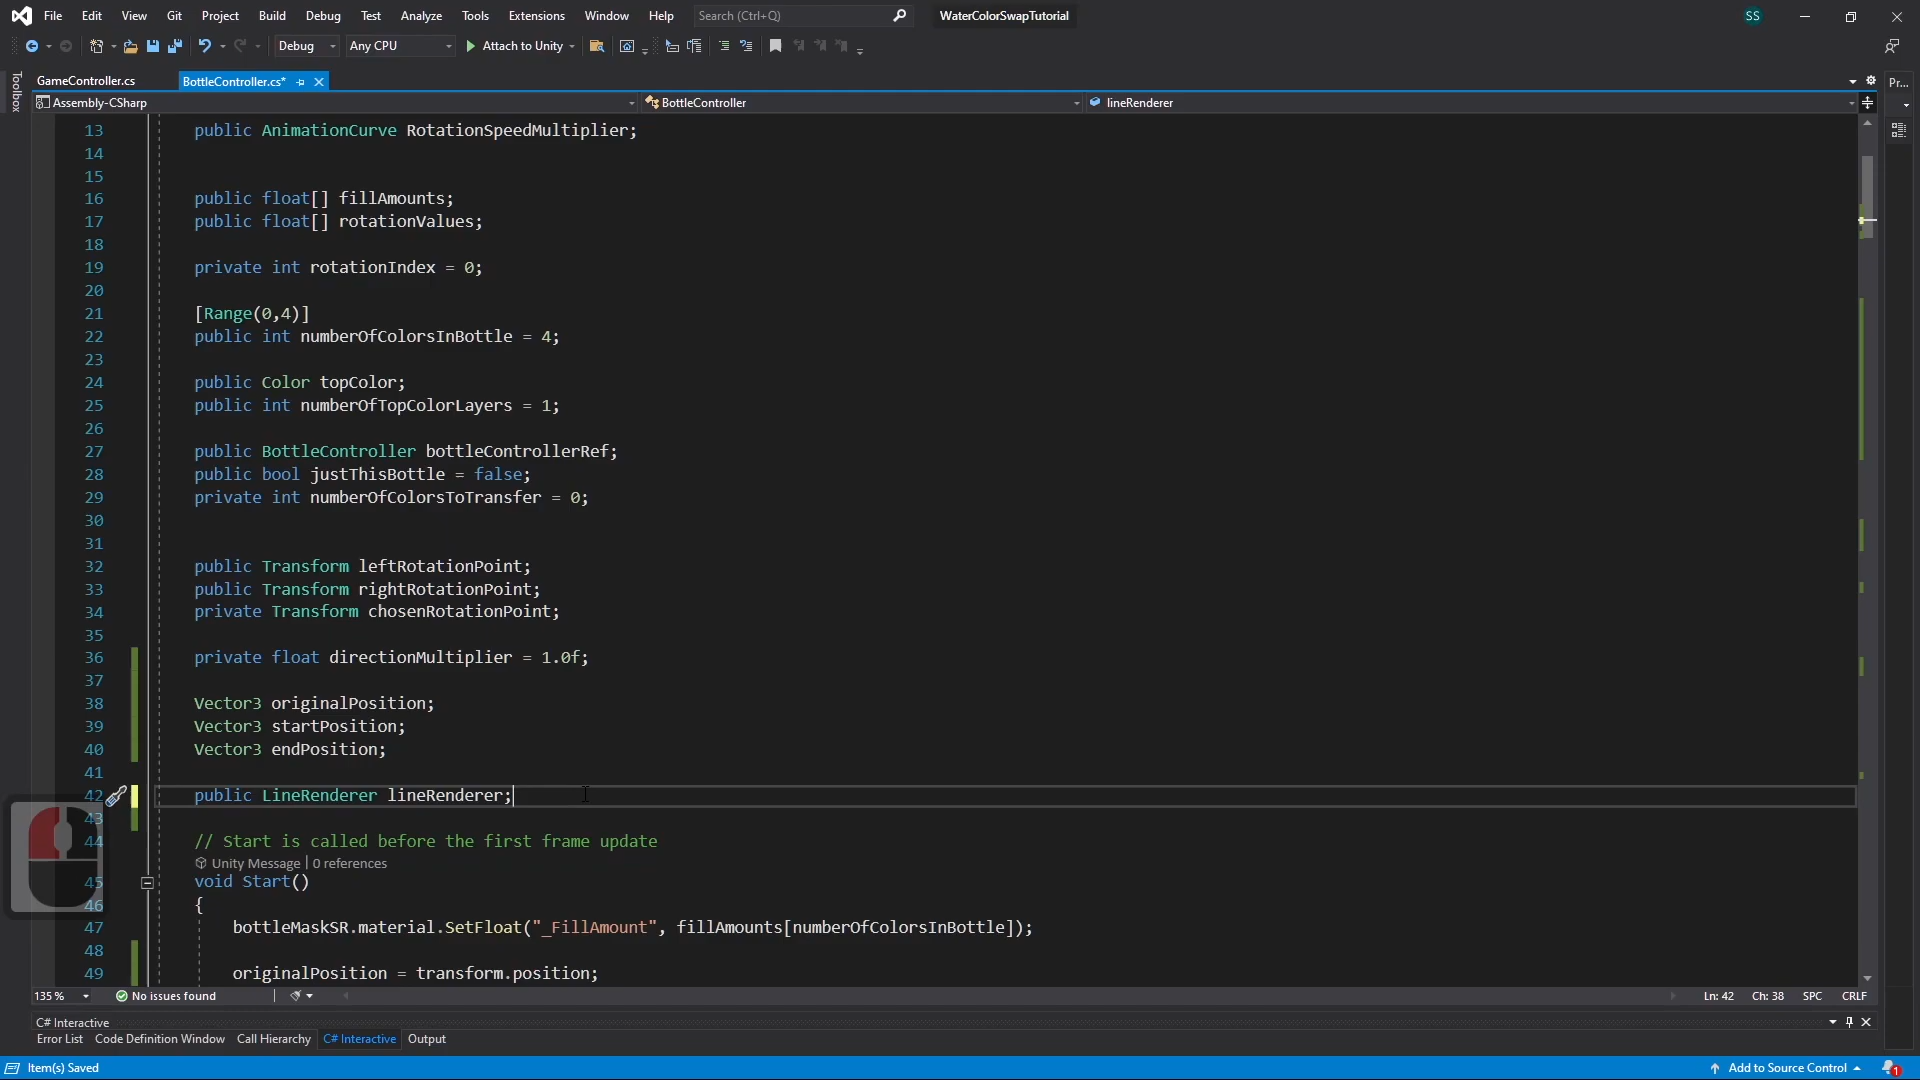 File Edit View Git Project Build Debug Test Analyze Tools Extensions Window Help Search (Ctrl+Q) WaterColorSwapTutorial SS
Debug Any CPU Attach to Unity
GameController.cs BottleController.cs*
Assembly-CSharp BottleController lineRenderer
Toolbox
Pr...
13 public AnimationCurve RotationSpeedMultiplier;
14
15
16 public float[] fillAmounts;
17 public float[] rotationValues;
18
19 private int rotationIndex = 0;
20
21 [Range(0,4)]
22 public int numberOfColorsInBottle = 4;
23
24 public Color topColor;
25 public int numberOfTopColorLayers = 1;
26
27 public BottleController bottleControllerRef;
28 public bool justThisBottle = false;
29 private int numberOfColorsToTransfer = 0;
30
31
32 public Transform leftRotationPoint;
33 public Transform rightRotationPoint;
34 private Transform chosenRotationPoint;
35
36 private float directionMultiplier = 1.0f;
37
38 Vector3 originalPosition;
39 Vector3 startPosition;
40 Vector3 endPosition;
41
42 public LineRenderer lineRenderer;
43
44 // Start is called before the first frame update
Unity Message | 0 references
45 void Start()
46 {
47 bottleMaskSR.material.SetFloat("_FillAmount", fillAmounts[numberOfColorsInBottle]);
48
49 originalPosition = transform.position;
135 % No issues found Ln: 42 Ch: 38 SPC CRLF
C# Interactive
Error List Code Definition Window Call Hierarchy C# Interactive Output
Item(s) Saved Add to Source Control 1